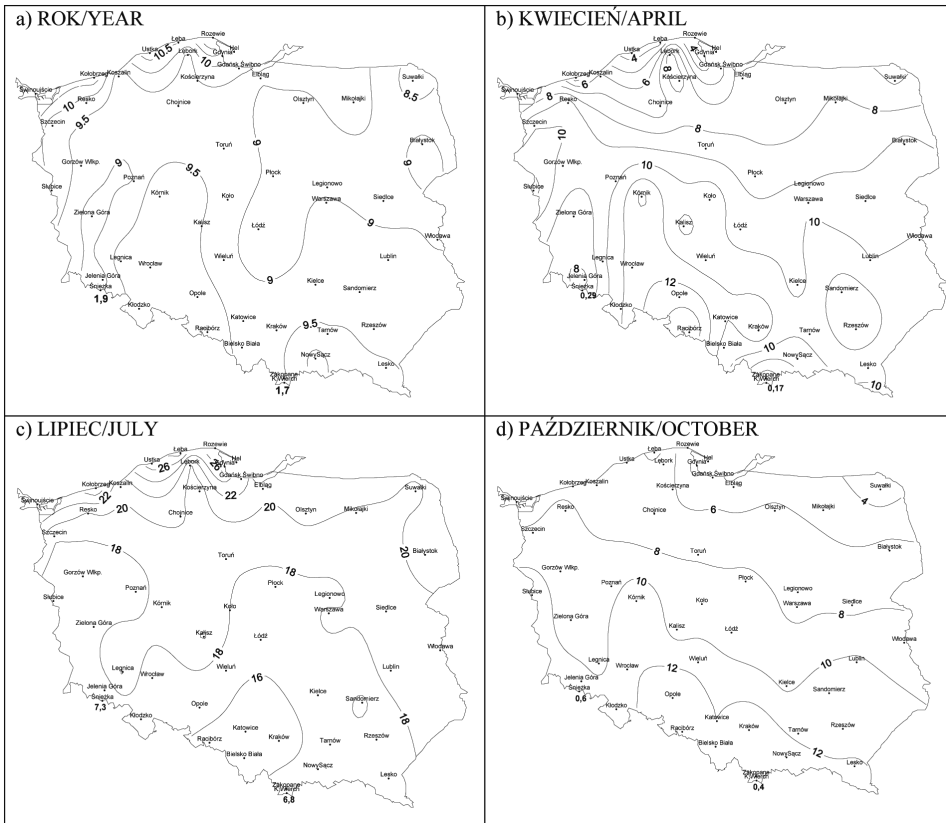 a) ROK/YEAR
Rozewie
Łeba
Ustka
10.5
Hel
Gdynia
Lębork
10
Koszalin
Gdańsk Świbno
Kołobrzeg
Elbląg
Kościerzyna
Suwałki
Świnoujście
8.5
10
Resko
Chojnice
Olsztyn
Mikołajki
Szczecin
9.5
Białystok
9
Toruń
9
Gorzów Wlkp.
9
9.5
Poznań
Płock
Słubice
Kórnik
Koło
Legionowo
Warszawa
Siedlce
Zielona Góra
9
Kalisz
Łódź
Włodawa
Legnica
Wrocław
Wieluń
Lublin
Jelenia Góra
9
Kielce
Śnieżka
1,9
Opole
Sandomierz
Kłodzko
Katowice
9.5
Racibórz
Kraków
Tarnów
Rzeszów
Bielsko Biała
Nowy Sącz
Lesko
Zakopane
K.Wierch
1,7
b) KWIECIEŃ/APRIL
Rozewie
Łeba
Ustka
4
4
Hel
Gdynia
Lębork
8
Gdańsk Świbno
Koszalin
Kołobrzeg
6
6
Kościerzyna
Elbląg
Suwałki
Świnoujście
8
Resko
Chojnice
Olsztyn
Mikołajki
8
Szczecin
8
10
Białystok
Toruń
Gorzów Wlkp.
10
Poznań
Płock
Słubice
Kórnik
Koło
Legionowo
Warszawa
Siedlce
Zielona Góra
Kalisz
Łódź
10
Włodawa
Legnica
Wrocław
Wieluń
Lublin
8
Jelenia Góra
12
Kielce
Śnieżka
0,29
Opole
Sandomierz
Kłodzko
Katowice
Racibórz
Kraków
Tarnów
Rzeszów
Bielsko Biała
10
Nowy Sącz
Lesko
Zakopane
K.Wierch
0,17
10
c) LIPIEC/JULY
Rozewie
Łeba
Ustka
26
26
Hel
Gdynia
Lębork
Gdańsk Świbno
Koszalin
Kołobrzeg
22
Kościerzyna
22
Elbląg
Suwałki
Świnoujście
Resko
20
Chojnice
20
Olsztyn
Mikołajki
Szczecin
18
20
Białystok
Toruń
Gorzów Wlkp.
18
Poznań
Płock
Słubice
Kórnik
Koło
Legionowo
Warszawa
Siedlce
Zielona Góra
Kalisz
Łódź
Włodawa
18
Legnica
Wrocław
Wieluń
Lublin
Jelenia Góra
16
Kielce
Śnieżka
7,3
Opole
Sandomierz
Kłodzko
18
Katowice
Racibórz
Kraków
Tarnów
Rzeszów
Bielsko Biała
Nowy Sącz
Lesko
Zakopane
K.Wierch
6,8
d) PAŹDZIERNIK/OCTOBER
Rozewie
Łeba
Ustka
Hel
Gdynia
Lębork
Gdańsk Świbno
Koszalin
Kołobrzeg
Elbląg
Kościerzyna
Suwałki
Świnoujście
4
Resko
Chojnice
6
Olsztyn
Mikołajki
Szczecin
8
Toruń
Białystok
Gorzów Wlkp.
10
Poznań
Płock
Słubice
Kórnik
Koło
Legionowo
Warszawa
Siedlce
8
Zielona Góra
Kalisz
Łódź
Włodawa
Legnica
Wrocław
Wieluń
10
Lublin
12
Jelenia Góra
Kielce
Śnieżka
0,6
Opole
Sandomierz
Kłodzko
Katowice
Racibórz
Kraków
Rzeszów
Tarnów
Bielsko Biała
Nowy Sącz
12
Lesko
Zakopane
K.Wierch
0,4